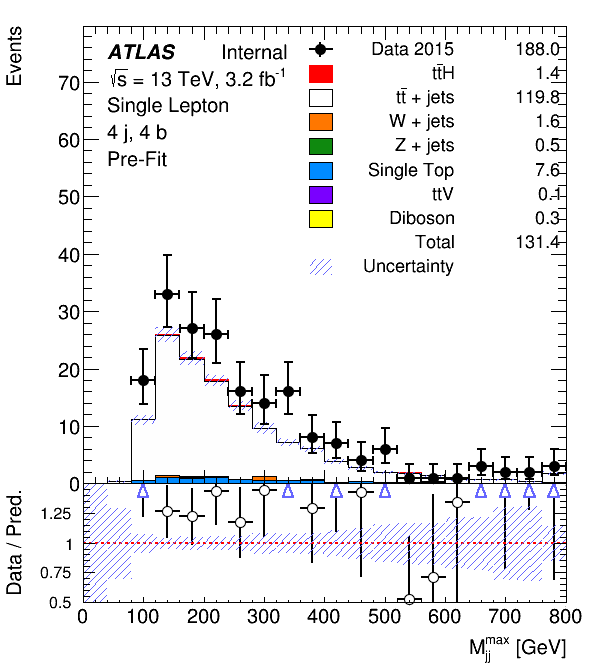 Events
ATLAS Internal
√s = 13 TeV, 3.2 fb⁻¹
Single Lepton
4 j, 4 b
Pre-Fit
Data 2015 188.0
tt̄H 1.4
tt̄ + jets 119.8
W + jets 1.6
Z + jets 0.5
Single Top 7.6
ttV 0.1
Diboson 0.3
Total 131.4
Uncertainty
70
60
50
40
30
20
10
0
Data / Pred.
1.25
1
0.75
0.5
0 100 200 300 400 500 600 700 800
M_jj^max [GeV]